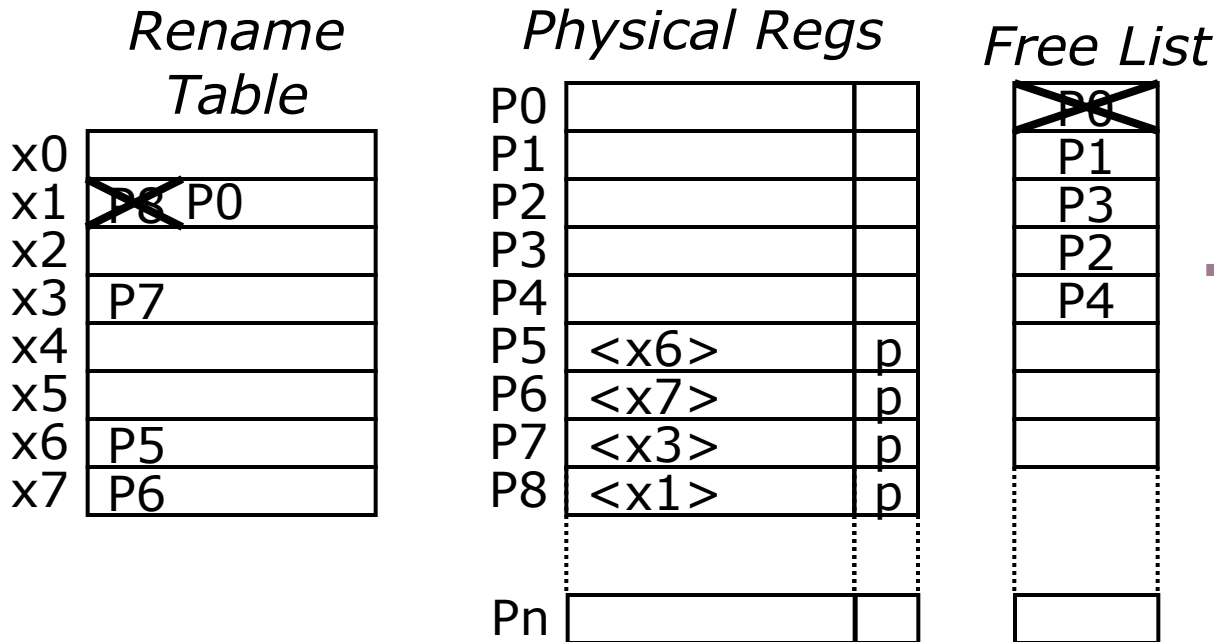 Rename
Table
x0
x1 P8 P0
x2
x3 P7
x4
x5
x6 P5
x7 P6
Physical Regs
P0
P1
P2
P3
P4
P5 <x6> p
P6 <x7> p
P7 <x3> p
P8 <x1> p
Pn
Free List
P0
P1
P3
P2
P4